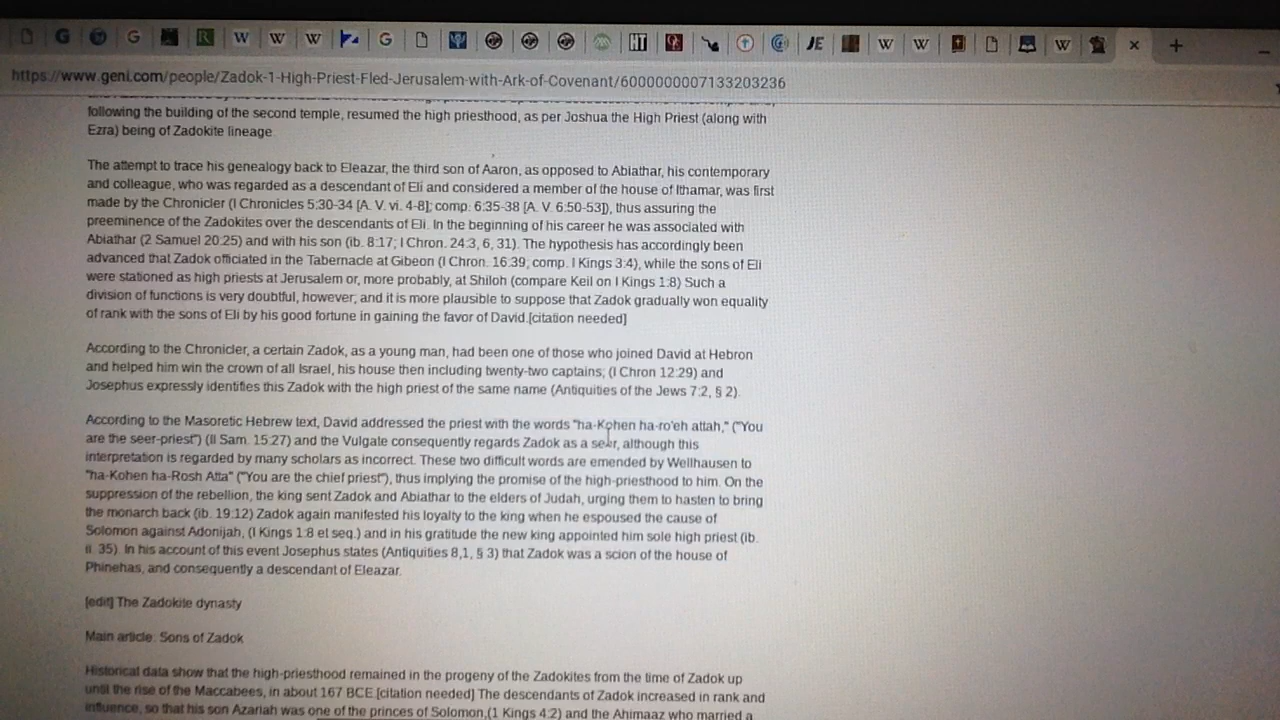 G
G
R
W
W
W
G
HT
JE
W
W
W
https://www.geni.com/people/Zadok-1-High-Priest-Fled-Jerusalem-with-Ark-of-Covenant/6000000007133203236
following the building of the second temple, resumed the high priesthood, as per Joshua the High Priest (along with
Ezra) being of Zadokite lineage.
The attempt to trace his genealogy back to Eleazar, the third son of Aaron, as opposed to Abiathar, his contemporary
and colleague, who was regarded as a descendant of Eli and considered a member of the house of Ithamar, was first
made by the Chronicler (I Chronicles 5:30-34 [A. V. vi. 4-8]; comp. 6:35-38 [A. V. 6:50-53]), thus assuring the
preeminence of the Zadokites over the descendants of Eli. In the beginning of his career he was associated with
Abiathar (2 Samuel 20:25) and with his son (ib. 8:17; I Chron. 24:3, 6, 31). The hypothesis has accordingly been
advanced that Zadok officiated in the Tabernacle at Gibeon (I Chron. 16:39; comp. I Kings 3:4), while the sons of Eli
were stationed as high priests at Jerusalem or, more probably, at Shiloh (compare Keil on I Kings 1:8) Such a
division of functions is very doubtful, however; and it is more plausible to suppose that Zadok gradually won equality
of rank with the sons of Eli by his good fortune in gaining the favor of David.[citation needed]
According to the Chronicler, a certain Zadok, as a young man, had been one of those who joined David at Hebron
and helped him win the crown of all Israel, his house then including twenty-two captains; (I Chron 12:29) and
Josephus expressly identifies this Zadok with the high priest of the same name (Antiquities of the Jews 7:2, § 2).
According to the Masoretic Hebrew text, David addressed the priest with the words "ha-Kohen ha-ro'eh attah," ("You
are the seer-priest") (II Sam. 15:27) and the Vulgate consequently regards Zadok as a seer, although this
interpretation is regarded by many scholars as incorrect. These two difficult words are emended by Wellhausen to
"ha-Kohen ha-Rosh Atta" ("You are the chief priest"), thus implying the promise of the high-priesthood to him. On the
suppression of the rebellion, the king sent Zadok and Abiathar to the elders of Judah, urging them to hasten to bring
the monarch back (ib. 19:12) Zadok again manifested his loyalty to the king when he espoused the cause of
Solomon against Adonijah, (I Kings 1:8 et seq.) and in his gratitude the new king appointed him sole high priest (ib.
ii. 35). In his account of this event Josephus states (Antiquities 8,1, § 3) that Zadok was a scion of the house of
Phinehas, and consequently a descendant of Eleazar.
[edit] The Zadokite dynasty
Main article: Sons of Zadok
Historical data show that the high-priesthood remained in the progeny of the Zadokites from the time of Zadok up
until the rise of the Maccabees, in about 167 BCE.[citation needed] The descendants of Zadok increased in rank and
influence, so that his son Azariah was one of the princes of Solomon,(1 Kings 4:2) and the Ahimaaz who married a